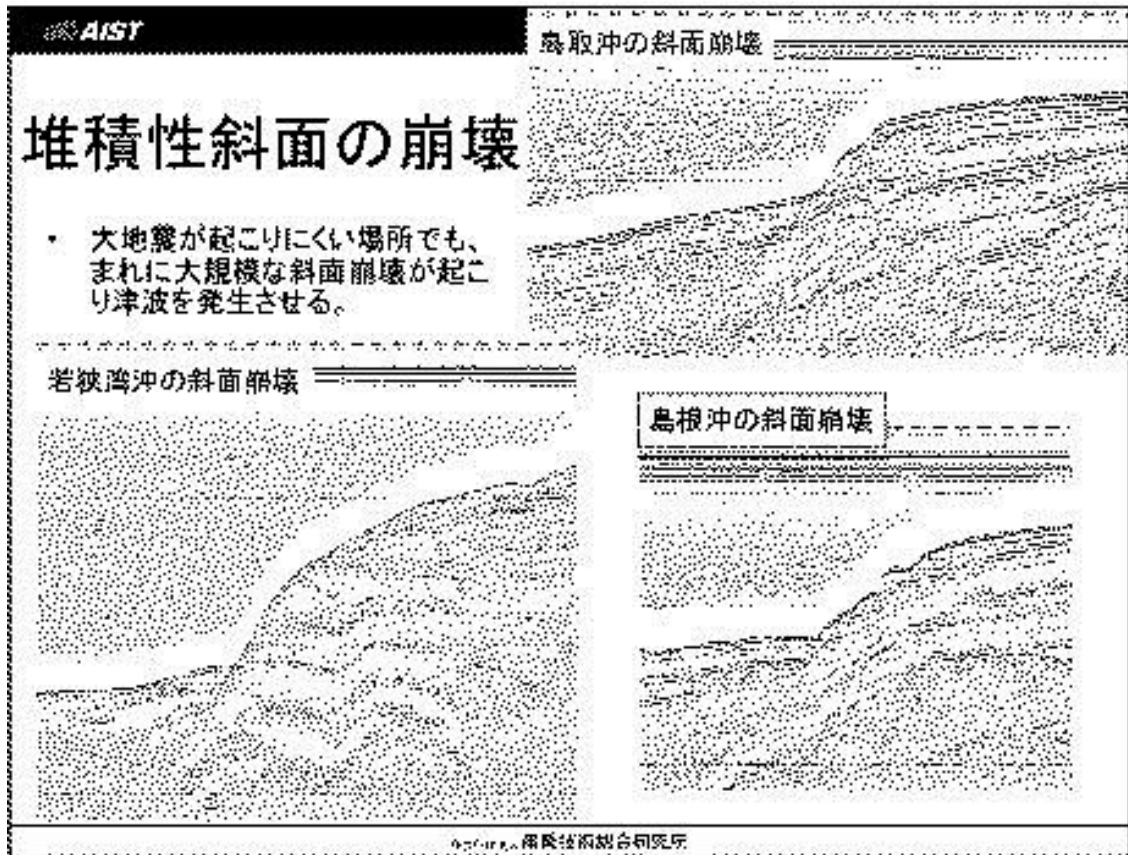 AIST
鳥取沖の斜面崩壊
堆積性斜面の崩壊
• 大地震が起こりにくい場所でも、
まれに大規模な斜面崩壊が起こ
り津波を発生させる。
若狭湾沖の斜面崩壊
島根沖の斜面崩壊
産業技術総合研究所